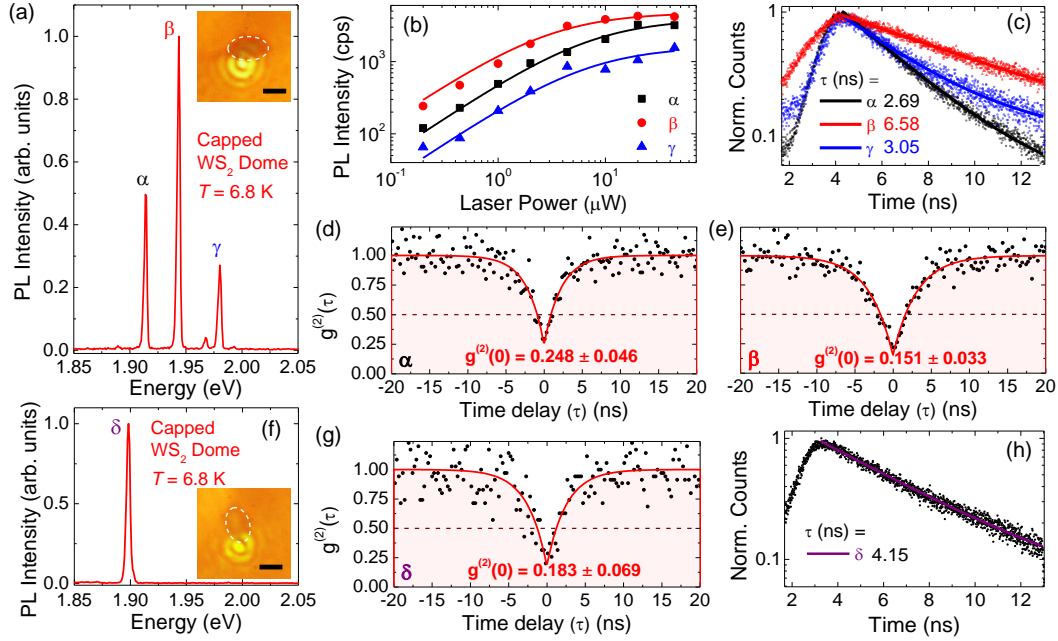 (a)
PL Intensity (arb. units)
1.0
0.8
0.6
0.4
0.2
0.0
α
β
γ
Capped
WS2 Dome
T = 6.8 K
1.85 1.90 1.95 2.00 2.05
Energy (eV)
(b)
PL Intensity (cps)
10^3
10^2
α
β
γ
10^-1 10^0 10^1
Laser Power (μW)
(c)
Norm. Counts
1
0.1
τ (ns) =
α 2.69
β 6.58
γ 3.05
2 4 6 8 10 12
Time (ns)
(d)
g(2)(τ)
1.00
0.75
0.50
0.25
0.00
α
g(2)(0) = 0.248 ± 0.046
-20 -15 -10 -5 0 5 10 15 20
Time delay (τ) (ns)
(e)
β
g(2)(0) = 0.151 ± 0.033
-20 -15 -10 -5 0 5 10 15 20
Time delay (τ) (ns)
(f)
PL Intensity (arb. units)
1.0
0.8
0.6
0.4
0.2
0.0
δ
Capped
WS2 Dome
T = 6.8 K
1.85 1.90 1.95 2.00 2.05
Energy (eV)
(g)
g(2)(τ)
1.00
0.75
0.50
0.25
0.00
δ
g(2)(0) = 0.183 ± 0.069
-20 -15 -10 -5 0 5 10 15 20
Time delay (τ) (ns)
(h)
Norm. Counts
1
0.1
τ (ns) =
δ 4.15
2 4 6 8 10 12
Time (ns)